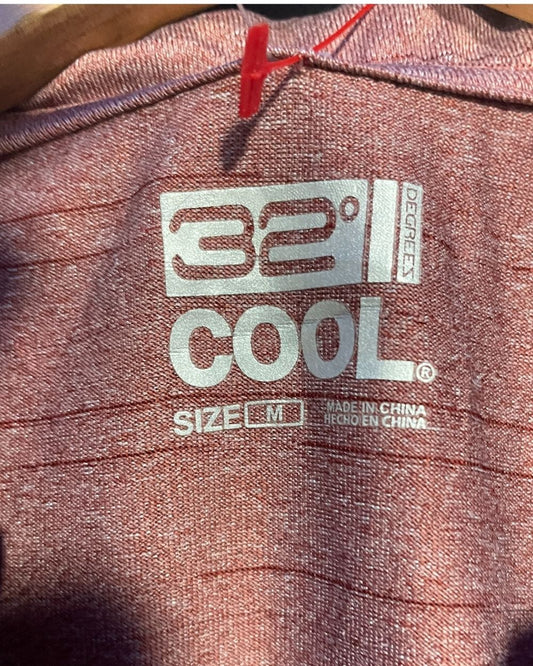 32° DEGREES
COOL®
SIZE M
MADE IN CHINA
HECHO EN CHINA